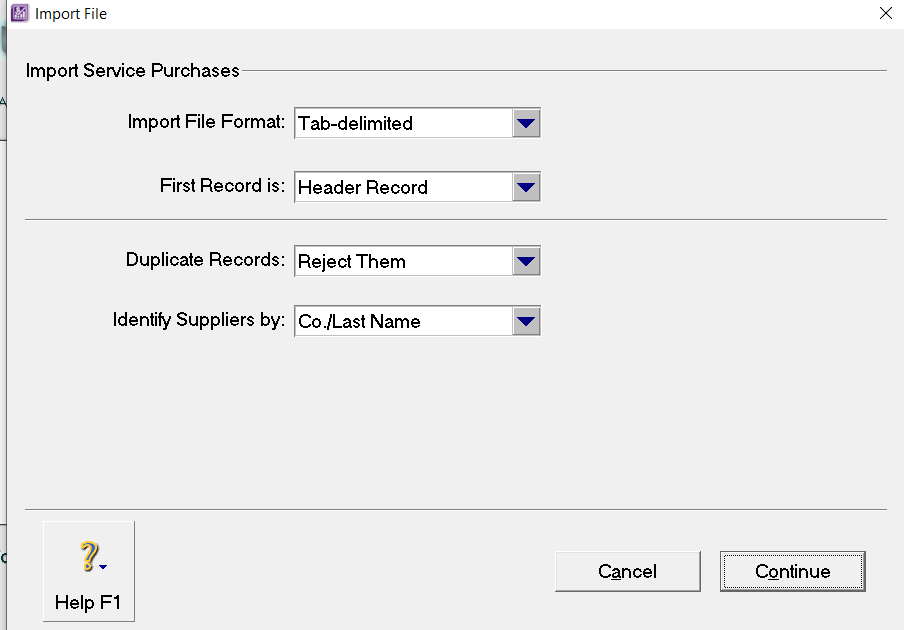 Import File
Import Service Purchases
Import File Format: Tab-delimited
First Record is: Header Record
Duplicate Records: Reject Them
Identify Suppliers by: Co./Last Name
?
Help F1
Cancel
Continue